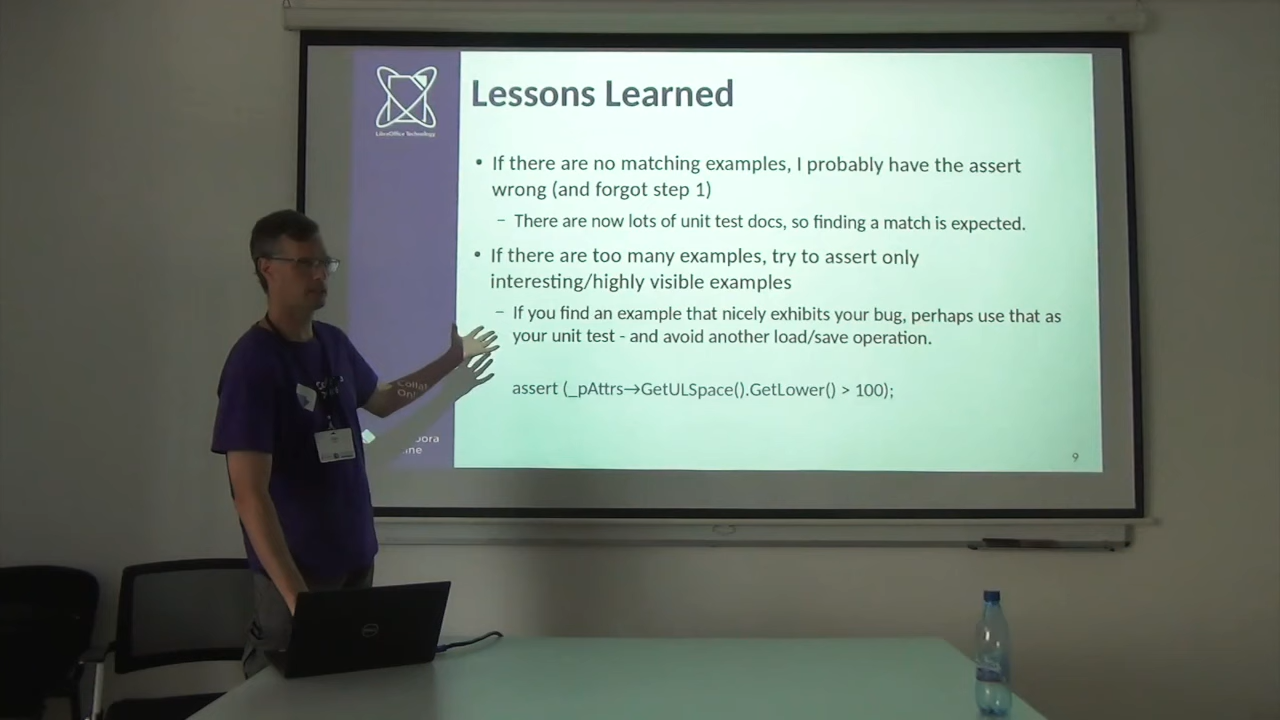 LibreOffice Technology
Lessons Learned
• If there are no matching examples, I probably have the assert
wrong (and forgot step 1)
– There are now lots of unit test docs, so finding a match is expected.
• If there are too many examples, try to assert only
interesting/highly visible examples
– If you find an example that nicely exhibits your bug, perhaps use that as
your unit test - and avoid another load/save operation.
assert (_pAttrs→GetULSpace().GetLower() > 100);
9